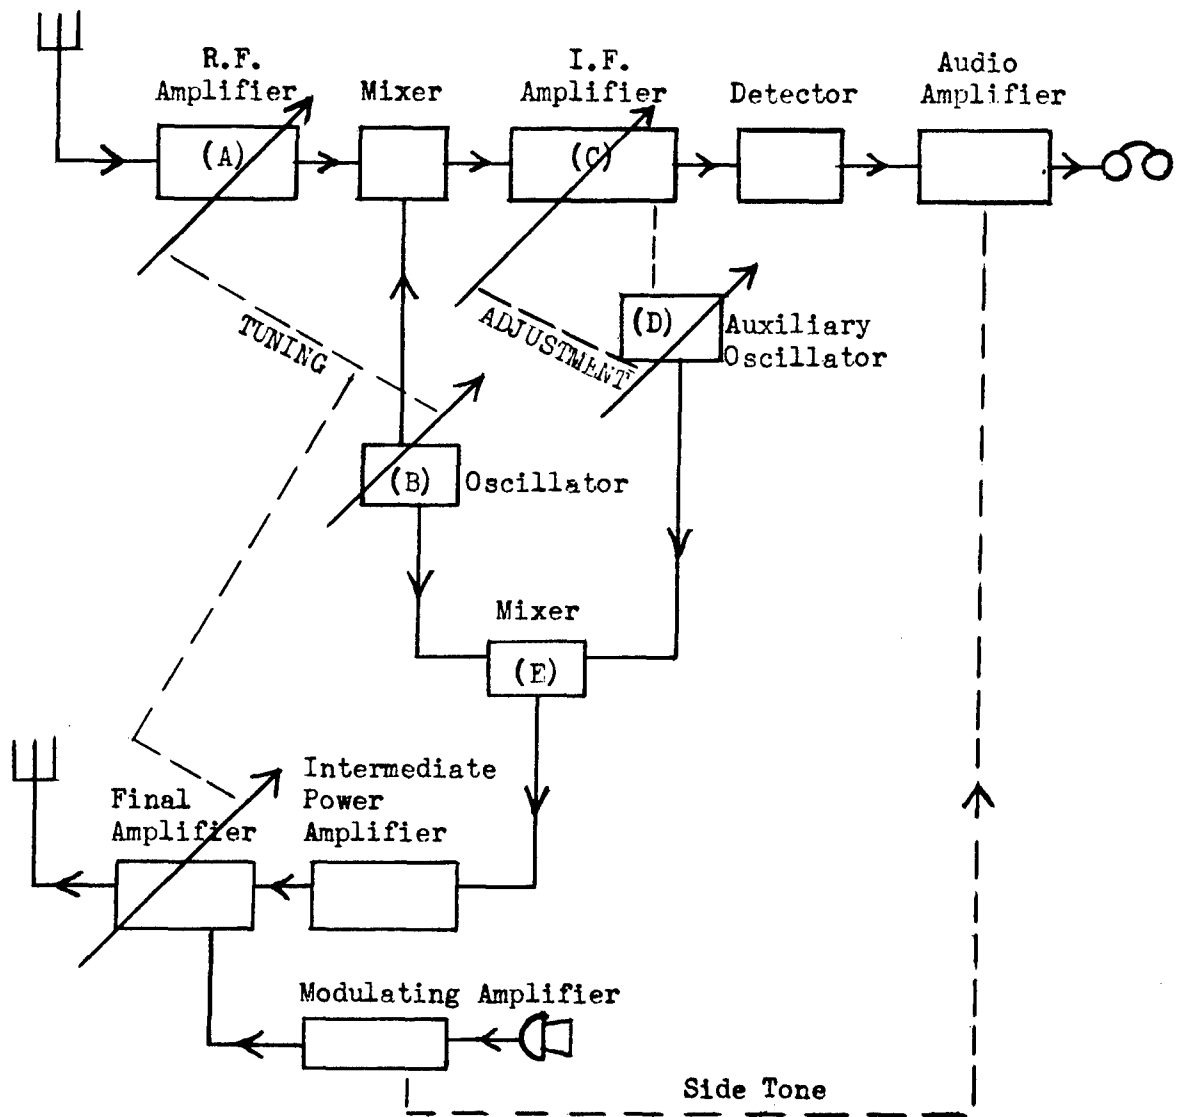 R.F.
Amplifier
Mixer
I.F.
Amplifier
Detector
Audio
Amplifier
(A)
(C)
TUNING
ADJUSTMENT
(D)
Auxiliary
Oscillator
(B)
Oscillator
Mixer
(E)
Final
Amplifier
Intermediate
Power
Amplifier
Modulating Amplifier
Side Tone